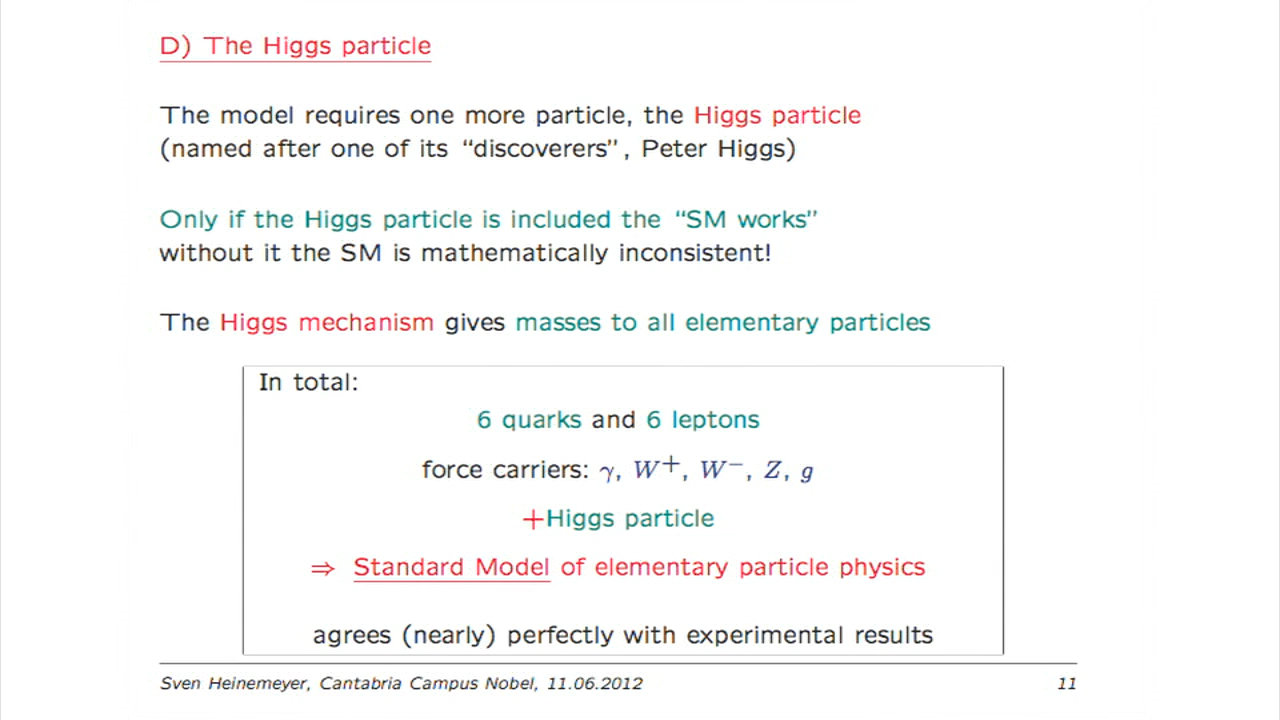 D) The Higgs particle
The model requires one more particle, the Higgs particle
(named after one of its “discoverers”, Peter Higgs)
Only if the Higgs particle is included the “SM works”
without it the SM is mathematically inconsistent!
The Higgs mechanism gives masses to all elementary particles
In total:
6 quarks and 6 leptons
force carriers: γ, W⁺, W⁻, Z, g
+Higgs particle
⇒ Standard Model of elementary particle physics
agrees (nearly) perfectly with experimental results
Sven Heinemeyer, Cantabria Campus Nobel, 11.06.2012 11